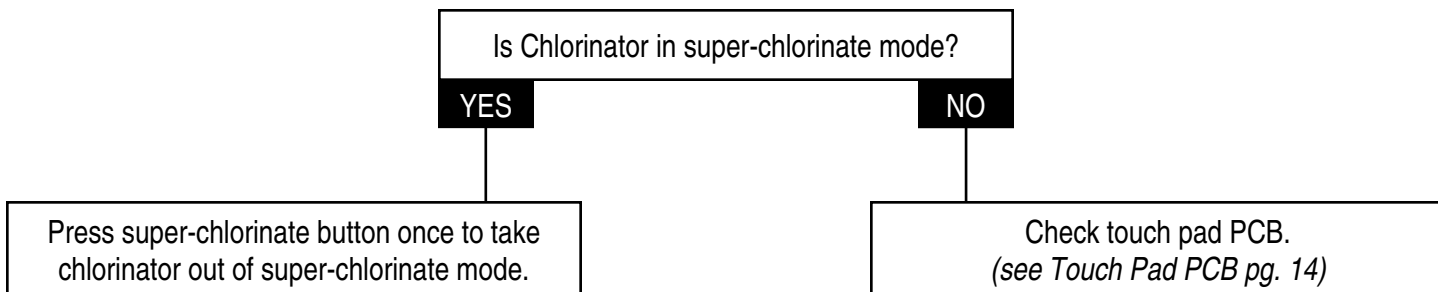 Is Chlorinator in super-chlorinate mode?
YES
NO
Press super-chlorinate button once to take
chlorinator out of super-chlorinate mode.
Check touch pad PCB.
(see Touch Pad PCB pg. 14)